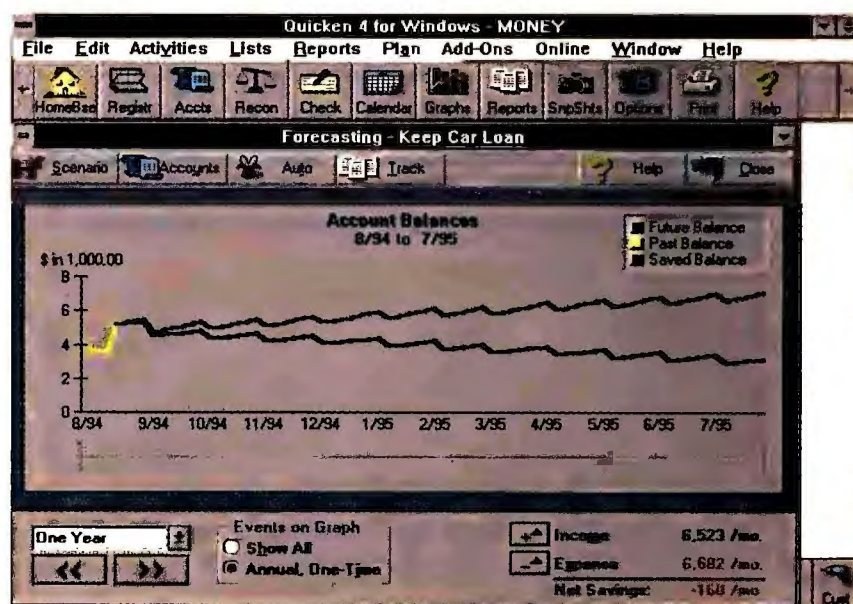 Quicken 4 for Windows - MONEY
File Edit Activities Lists Reports Plan Add-Ons Online Window Help
HomeBse Registr Accts Recon Check Calendar Graphs Reports SnpShts Options Print Help
Forecasting - Keep Car Loan
Scenario Accounts Auto Track Help Close
Account Balances
8/94 to 7/95
Future Balance
Past Balance
Saved Balance
$ in 1,000.00
8
6
4
2
0
8/94 9/94 10/94 11/94 12/94 1/95 2/95 3/95 4/95 5/95 6/95 7/95
One Year
Events on Graph
Show All
Annual, One-Time
Income 6,523 /mo.
Expense 6,682 /mo.
Net Savings: -160 /mo
Cust